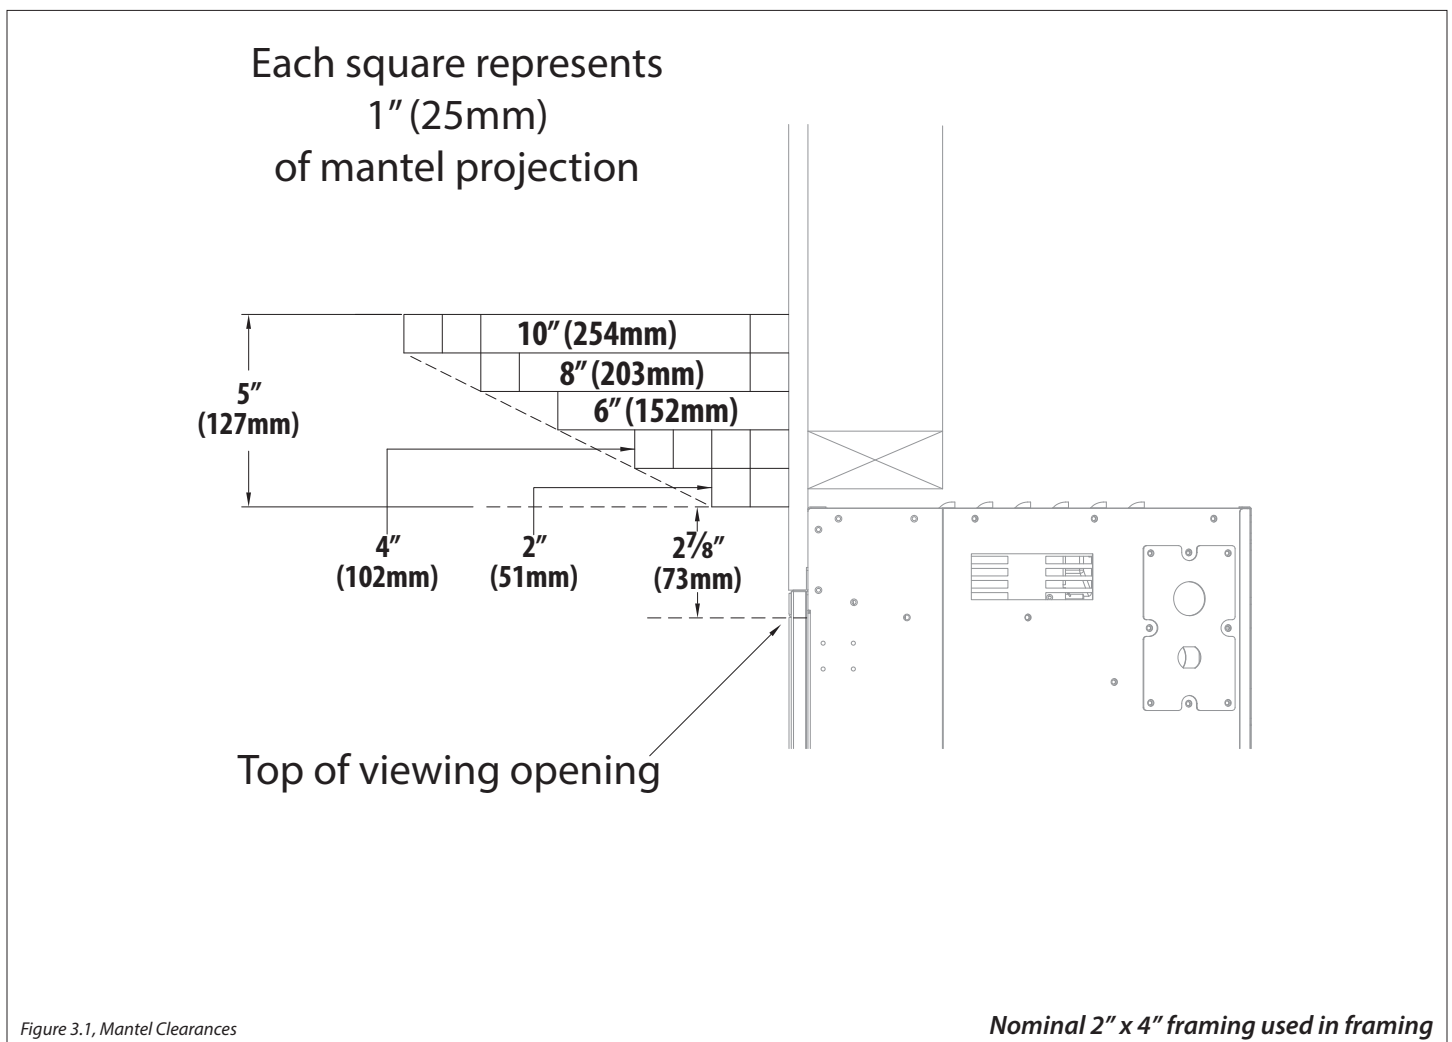 Each square represents
1” (25mm)
of mantel projection
10” (254mm)
8” (203mm)
6” (152mm)
5”
(127mm)
4”
(102mm)
2”
(51mm)
2⅞”
(73mm)
Top of viewing opening
Figure 3.1, Mantel Clearances
Nominal 2” x 4” framing used in framing